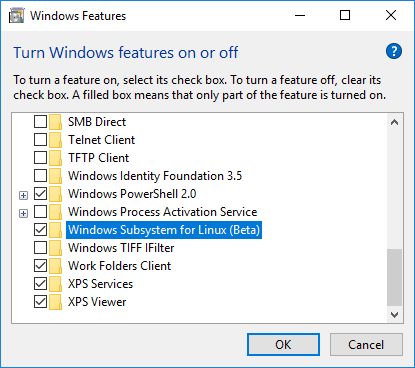 Windows Features
Turn Windows features on or off
?
To turn a feature on, select its check box. To turn a feature off, clear its
check box. A filled box means that only part of the feature is turned on.
SMB Direct
Telnet Client
TFTP Client
Windows Identity Foundation 3.5
Windows PowerShell 2.0
Windows Process Activation Service
Windows Subsystem for Linux (Beta)
Windows TIFF IFilter
Work Folders Client
XPS Services
XPS Viewer
OK
Cancel